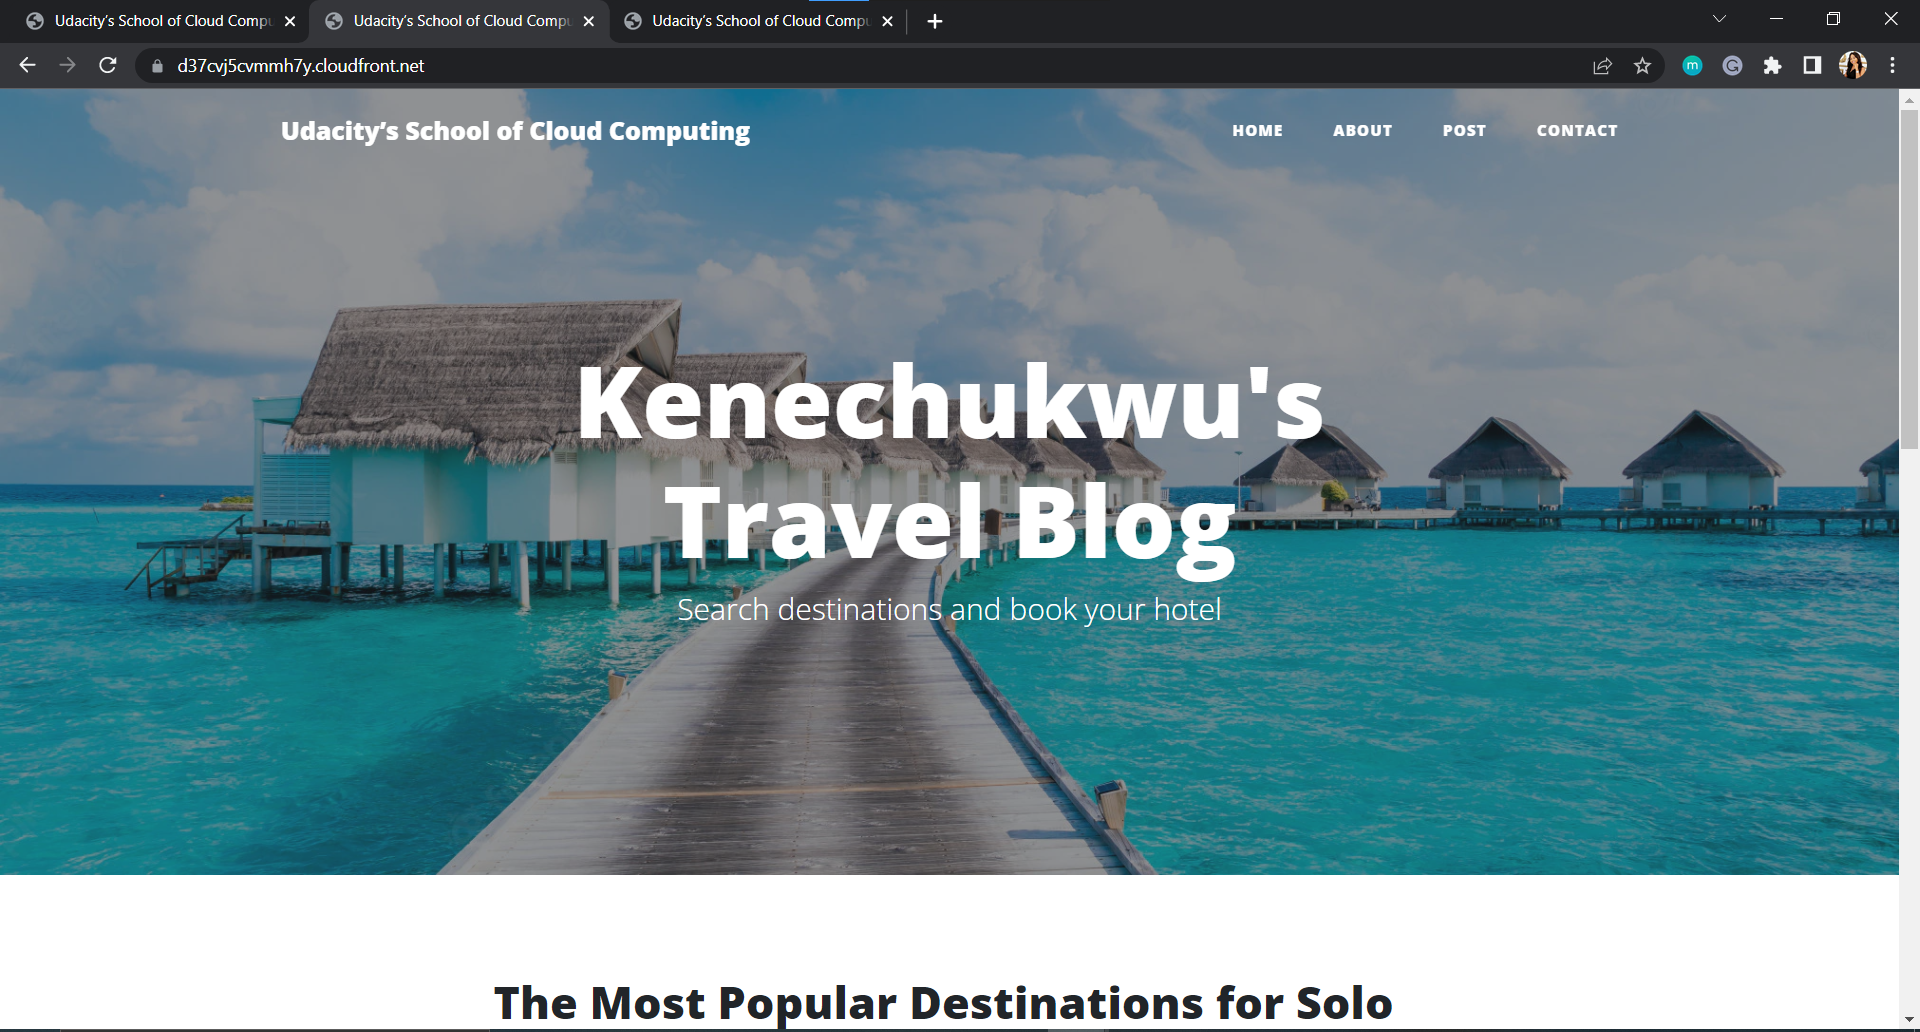 Udacity’s School of Cloud Compu
Udacity’s School of Cloud Compu
Udacity’s School of Cloud Compu
d37cvj5cvmmh7y.cloudfront.net
m
G
Udacity’s School of Cloud Computing
HOME
ABOUT
POST
CONTACT
Kenechukwu's
Travel Blog
Search destinations and book your hotel
The Most Popular Destinations for Solo